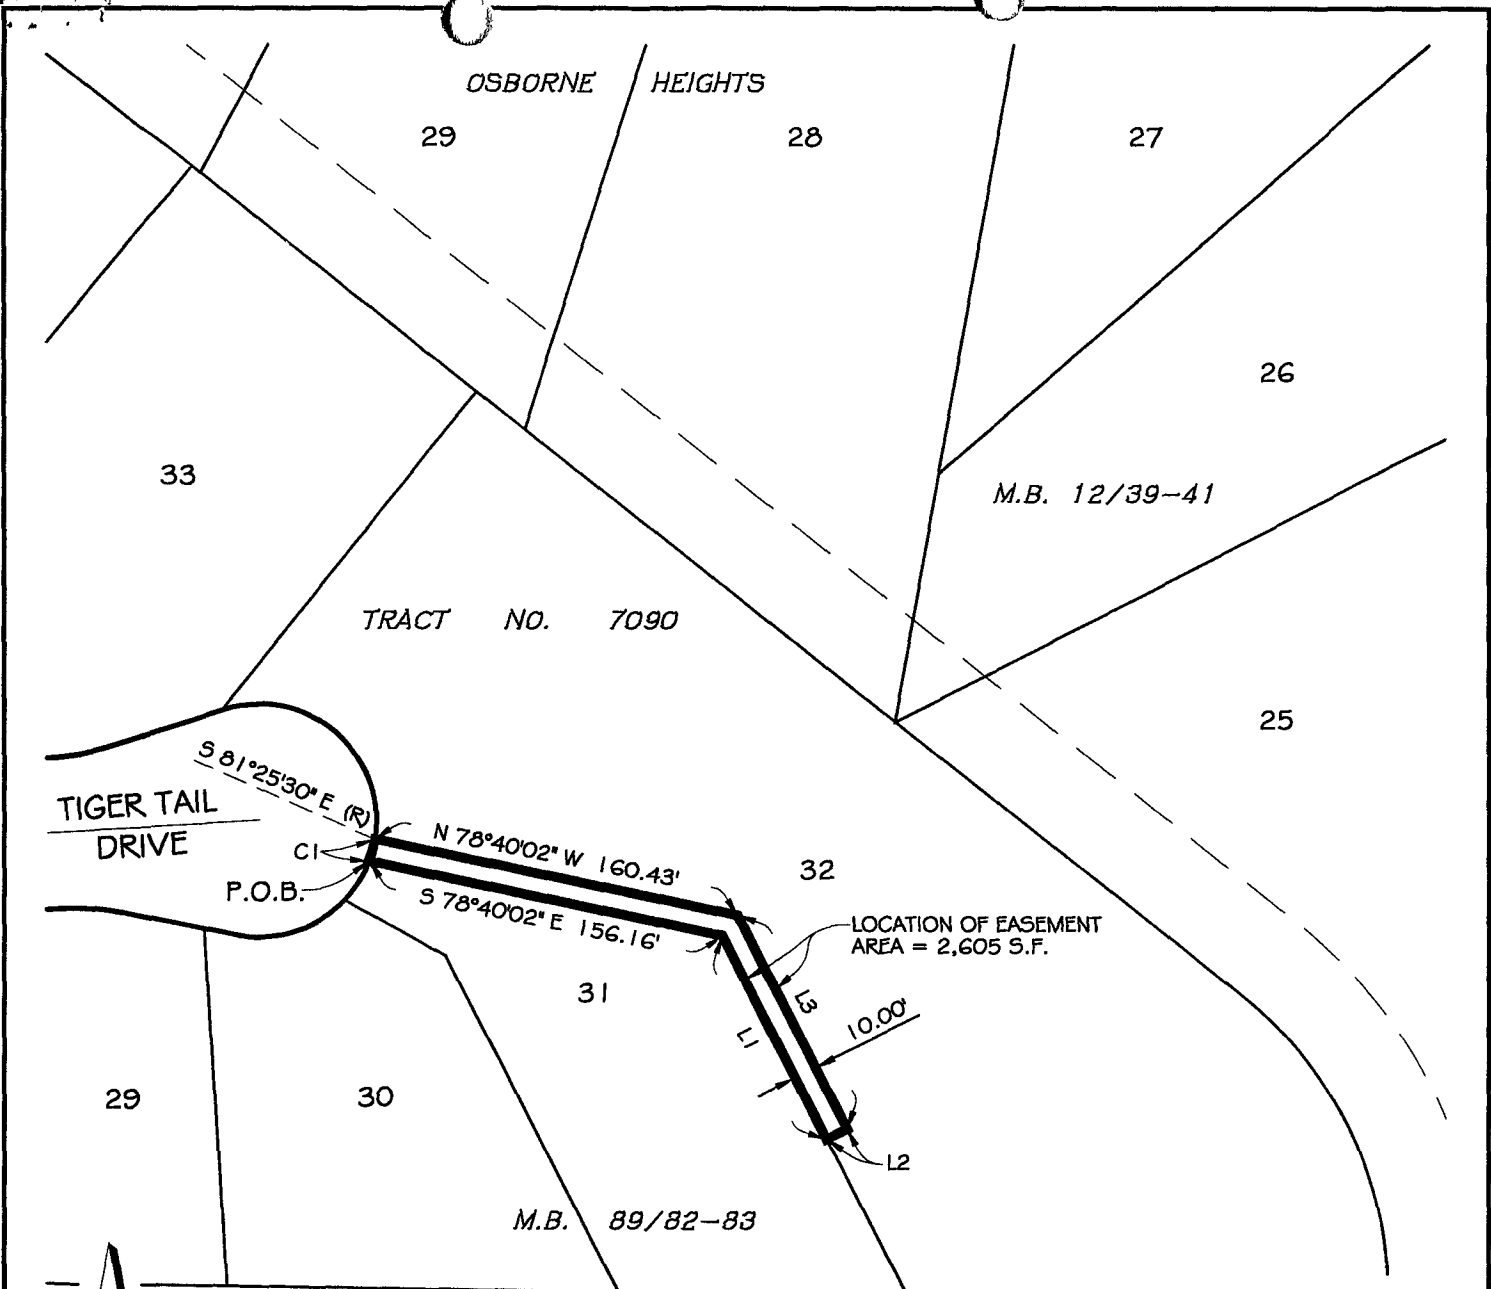 OSBORNE HEIGHTS
29
28
27
26
33
M.B. 12/39-41
TRACT NO. 7090
25
S 81°25'30" E (R)
TIGER TAIL
DRIVE
C1
P.O.B.
N 78°40'02" W 160.43'
S 78°40'02" E 156.16'
32
LOCATION OF EASEMENT
AREA = 2,605 S.F.
31
L3
L1
10.00'
29
30
L2
M.B. 89/82-83